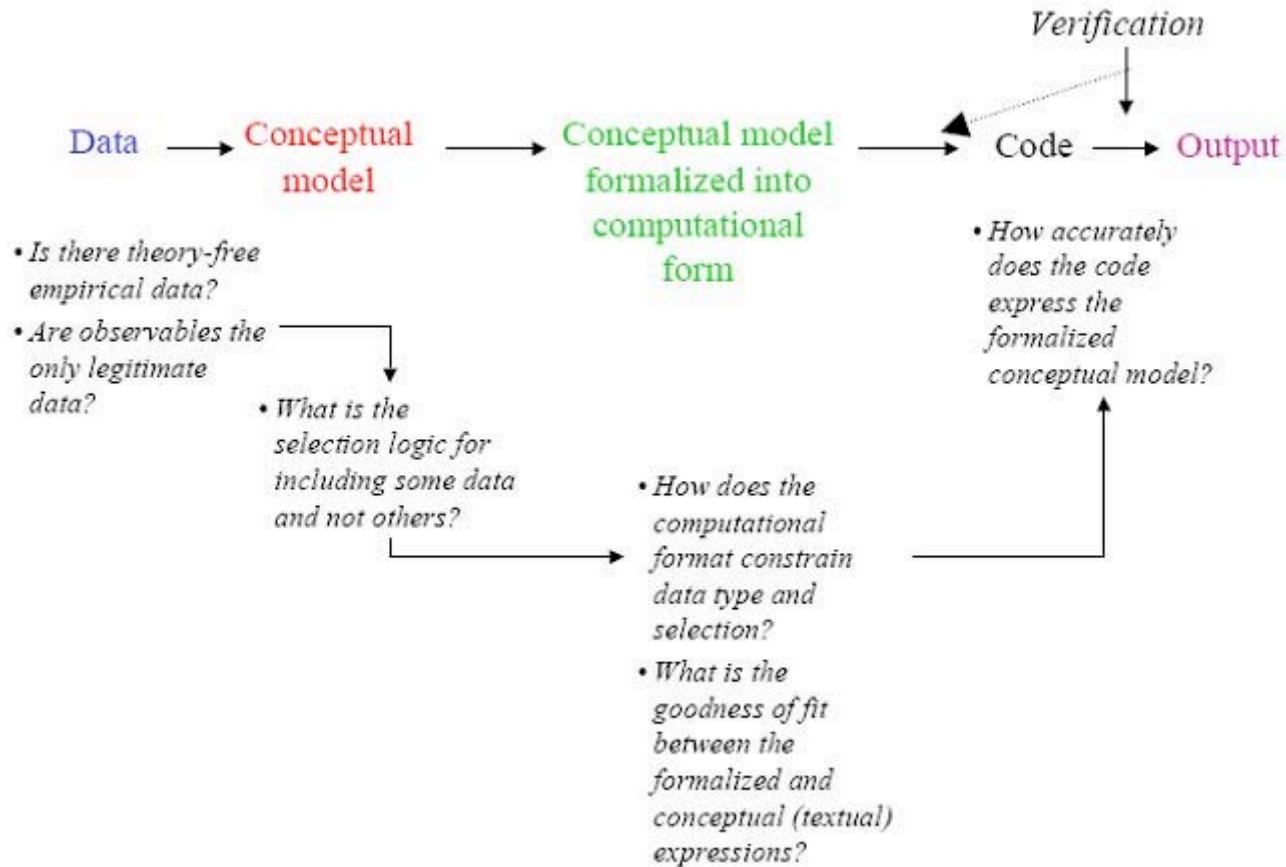 Verification
Data
Conceptual
model
Conceptual model
formalized into
computational
form
Code
Output
• Is there theory-free
empirical data?
• Are observables the
only legitimate
data?
• What is the
selection logic for
including some data
and not others?
• How does the
computational
format constrain
data type and
selection?
• What is the
goodness of fit
between the
formalized and
conceptual (textual)
expressions?
• How accurately
does the code
express the
formalized
conceptual model?